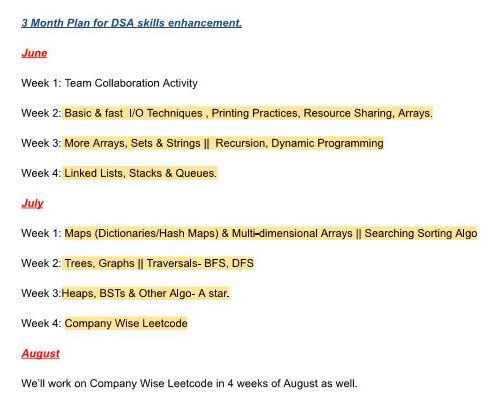 3 Month Plan for DSA skills enhancement.
June
Week 1: Team Collaboration Activity
Week 2: Basic & fast I/O Techniques , Printing Practices, Resource Sharing, Arrays.
Week 3: More Arrays, Sets & Strings || Recursion, Dynamic Programming
Week 4: Linked Lists, Stacks & Queues.
July
Week 1: Maps (Dictionaries/Hash Maps) & Multi-dimensional Arrays || Searching Sorting Algo
Week 2: Trees, Graphs || Traversals- BFS, DFS
Week 3:Heaps, BSTs & Other Algo- A star.
Week 4: Company Wise Leetcode
August
We'll work on Company Wise Leetcode in 4 weeks of August as well.